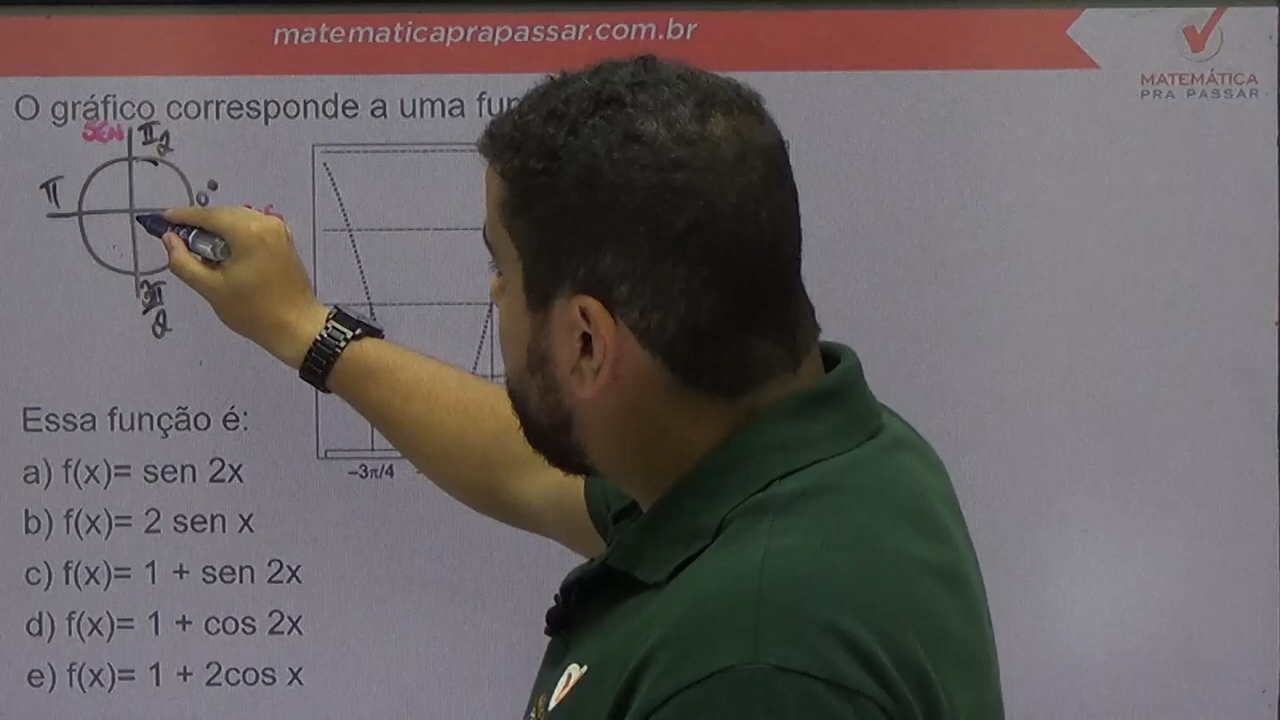 matematicaprapassar.com.br
MATEMÁTICA
PRA PASSAR
O gráfico corresponde a uma
SEN
π/2
π
0°
3π/2
−3π/4
Essa função é:
a) f(x)= sen 2x
b) f(x)= 2 sen x
c) f(x)= 1 + sen 2x
d) f(x)= 1 + cos 2x
e) f(x)= 1 + 2cos x